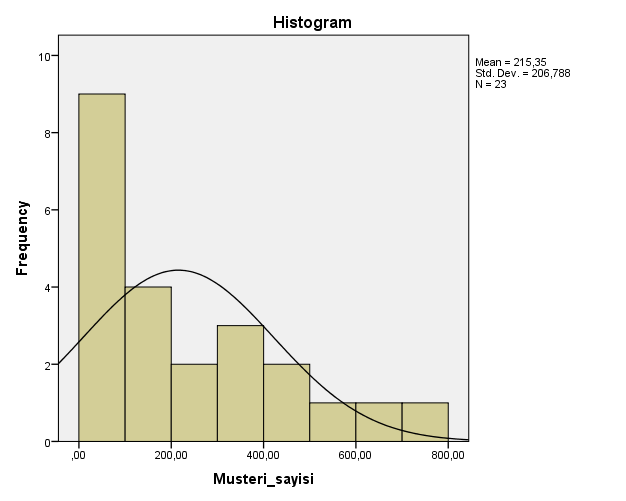 Histogram
Mean = 215,35
Std. Dev. = 206,788
N = 23
10
8
6
4
2
0
Frequency
,00
200,00
400,00
600,00
800,00
Musteri_sayisi